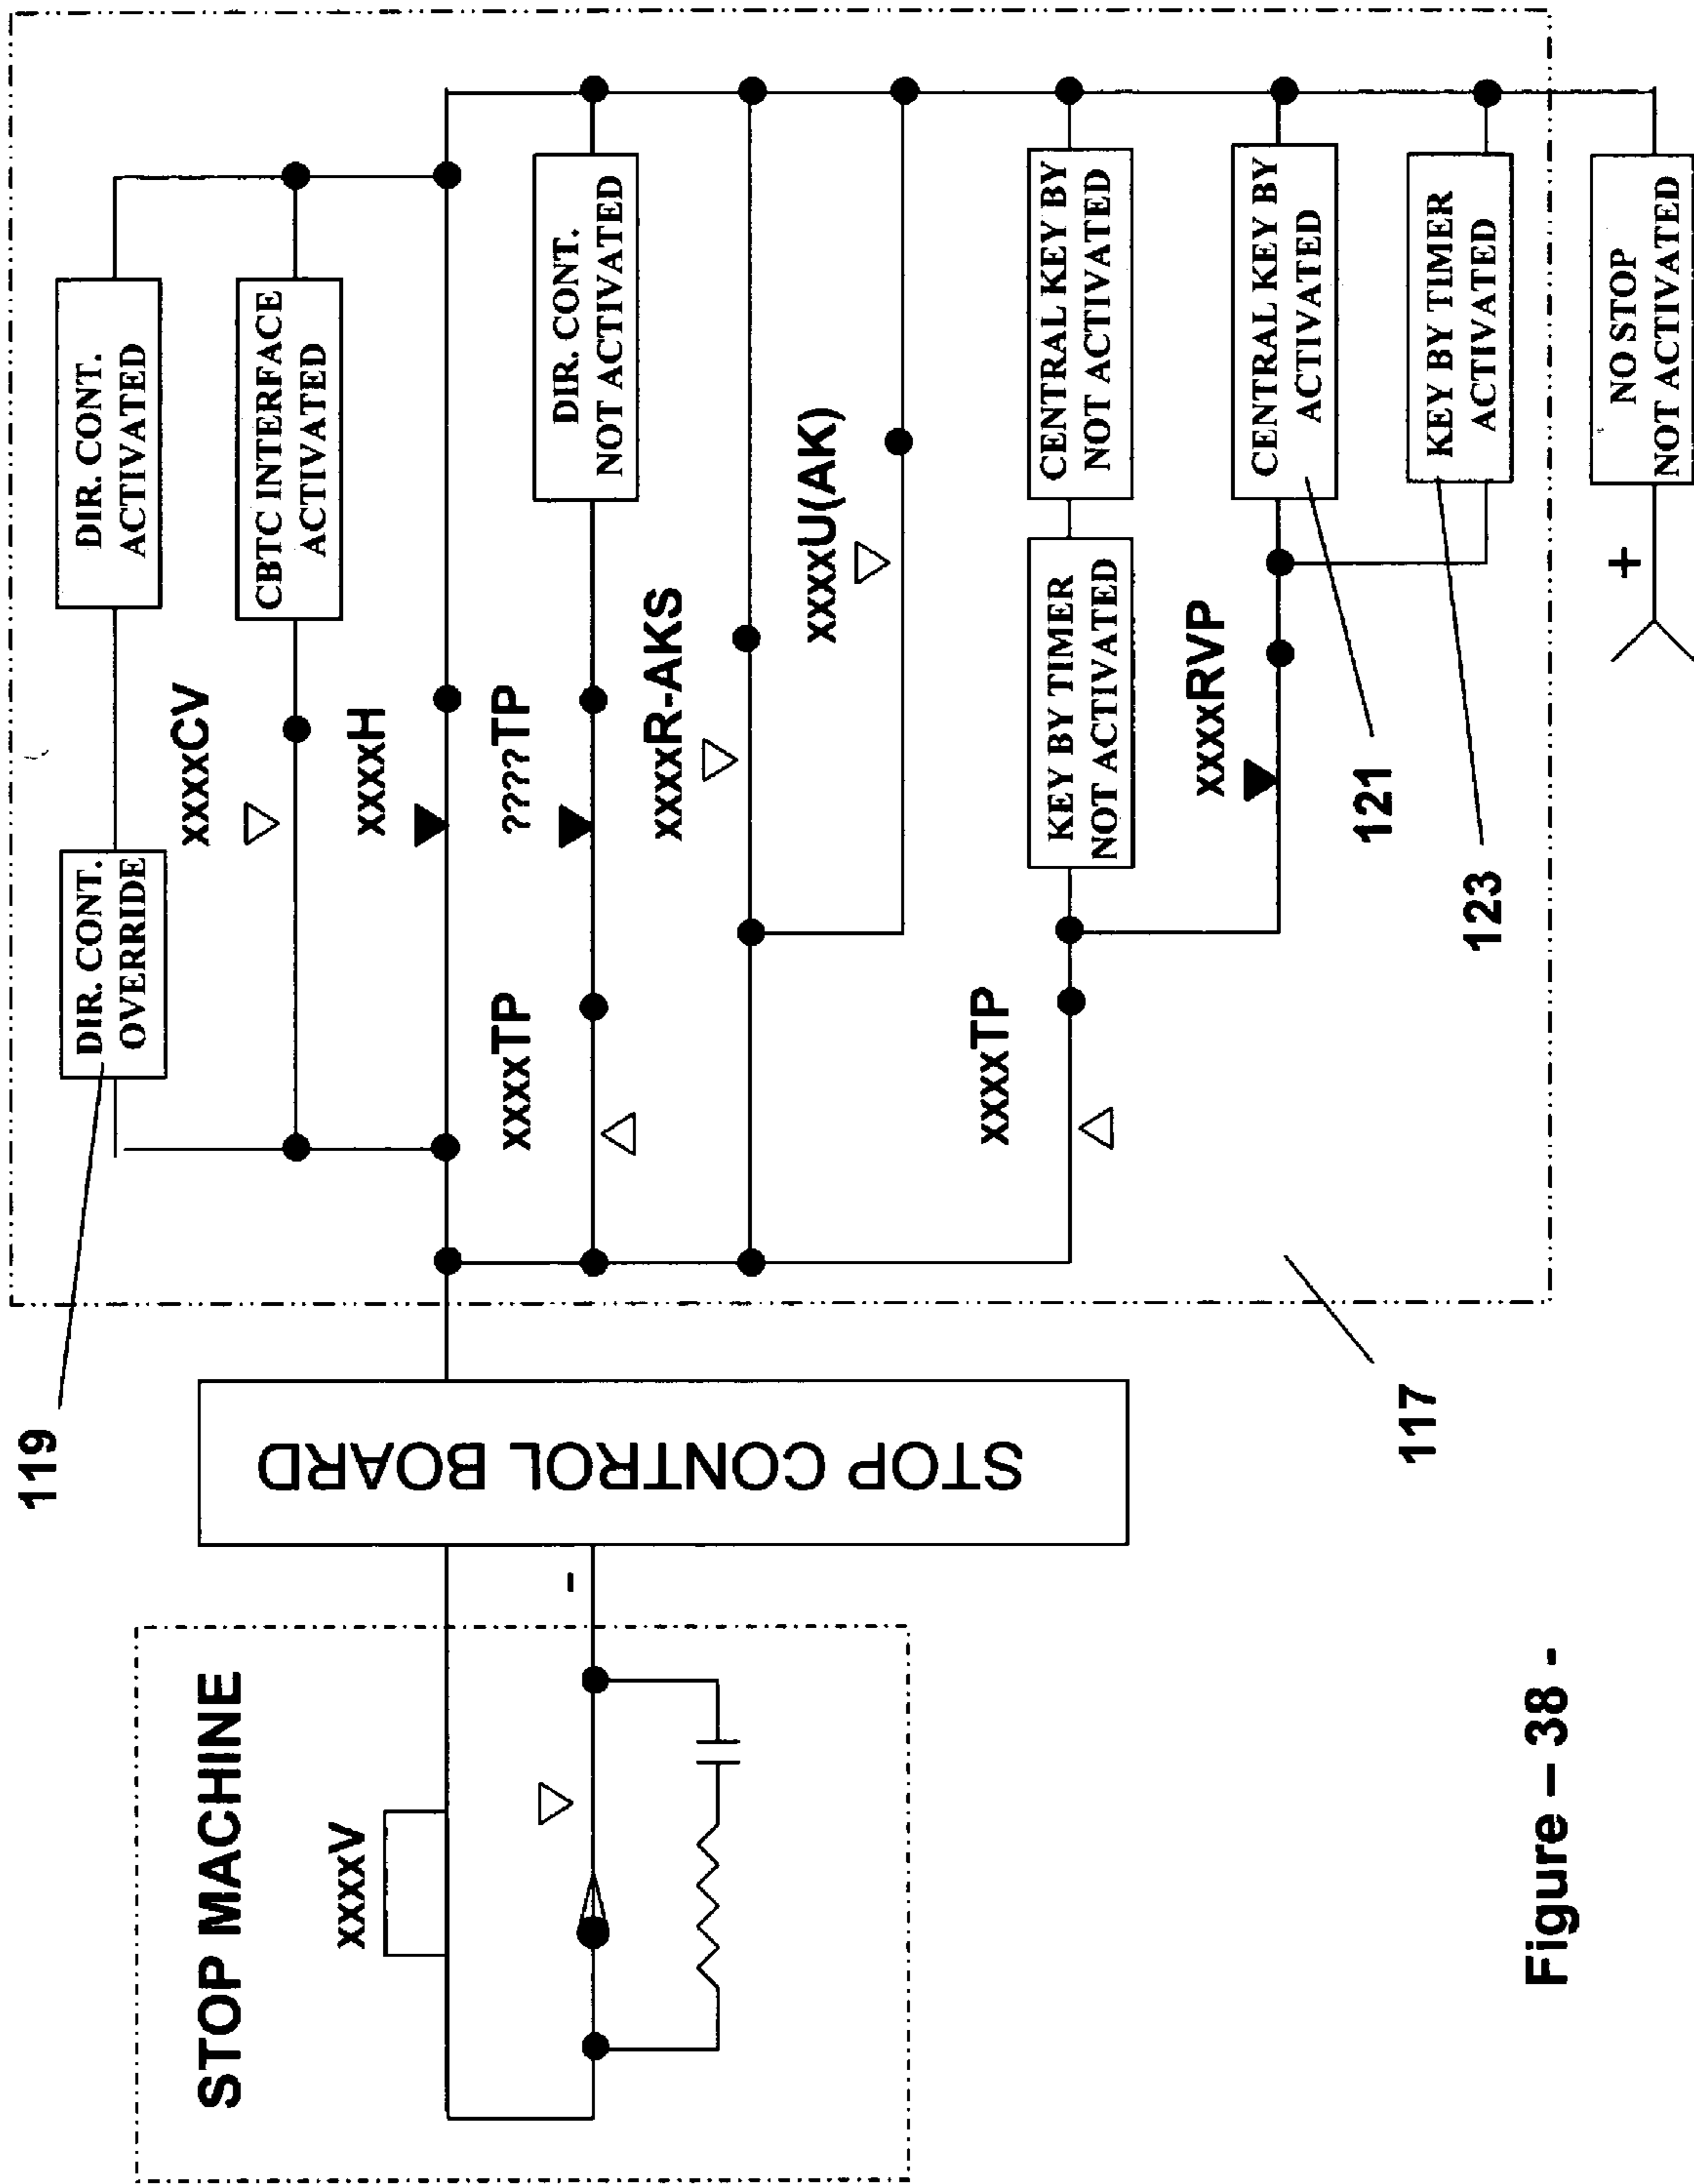 119
STOP MACHINE
xxxxV
-
STOP CONTROL BOARD
DIR. CONT.
OVERRIDE
DIR. CONT.
ACTIVATED
xxxxCV
CBTC INTERFACE
ACTIVATED
xxxxH
xxxxTP
????TP
DIR. CONT.
NOT ACTIVATED
xxxxR-AKS
xxxxU(AK)
xxxxTP
KEY BY TIMER
NOT ACTIVATED
CENTRAL KEY BY
NOT ACTIVATED
xxxxRVP
CENTRAL KEY BY
ACTIVATED
121
KEY BY TIMER
ACTIVATED
123
117
+
NO STOP
NOT ACTIVATED
Figure – 38 -